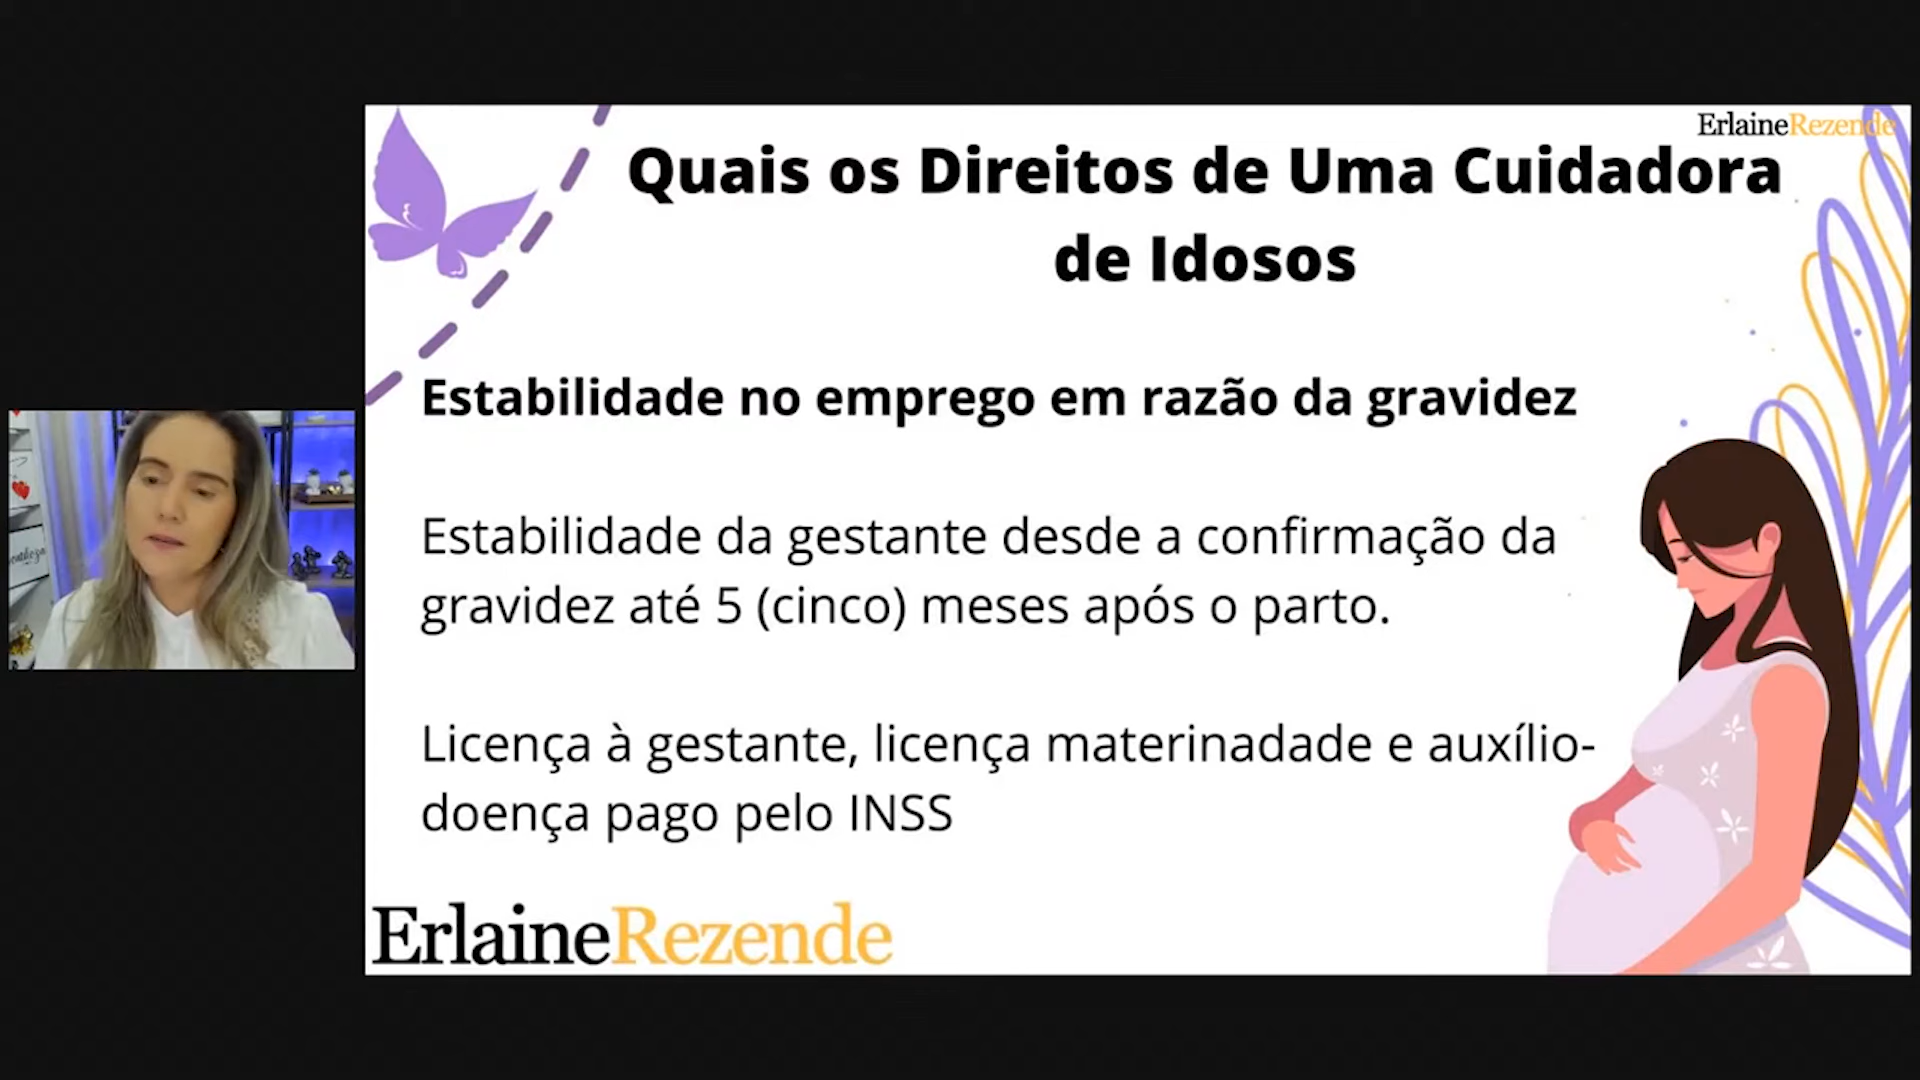 ErlaineRezende
Quais os Direitos de Uma Cuidadora
de Idosos
Estabilidade no emprego em razão da gravidez
Estabilidade da gestante desde a confirmação da
gravidez até 5 (cinco) meses após o parto.
Licença à gestante, licença materinadade e auxílio-
doença pago pelo INSS
ErlaineRezende